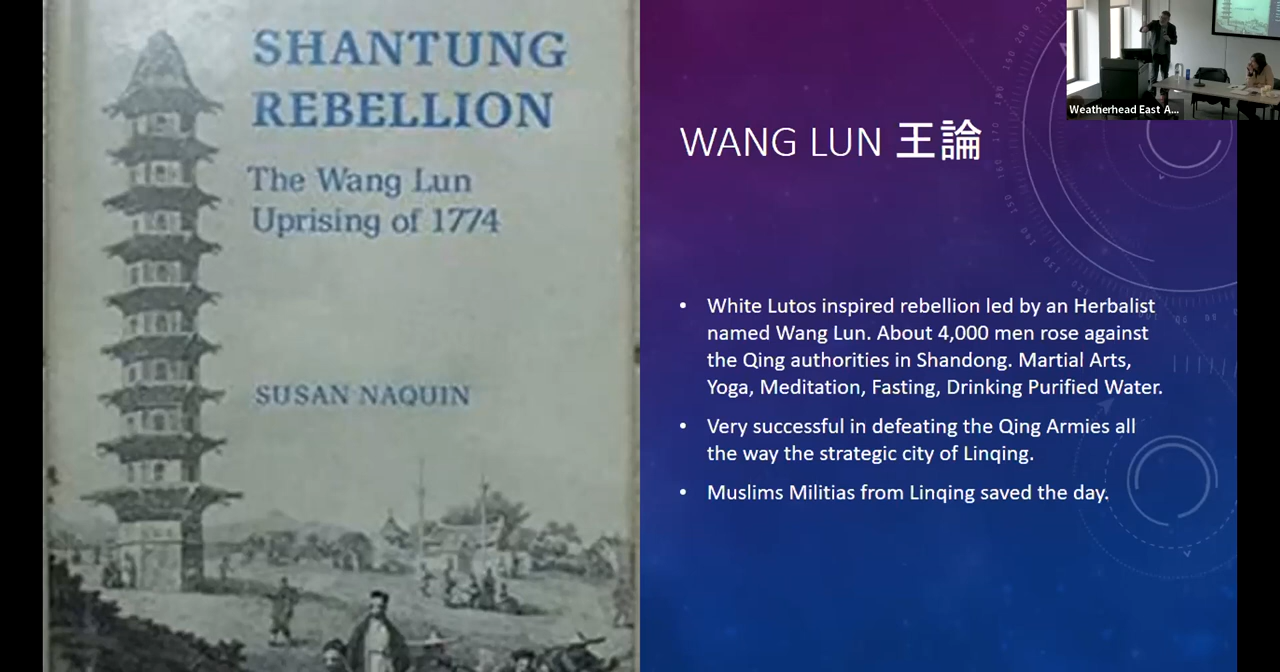 SHANTUNG
REBELLION
The Wang Lun
Uprising of 1774
SUSAN NAQUIN
WANG LUN 王論
• White Lutos inspired rebellion led by an Herbalist
named Wang Lun. About 4,000 men rose against
the Qing authorities in Shandong. Martial Arts,
Yoga, Meditation, Fasting, Drinking Purified Water.
• Very successful in defeating the Qing Armies all
the way the strategic city of Linqing.
• Muslims Militias from Linqing saved the day.
Weatherhead East A...